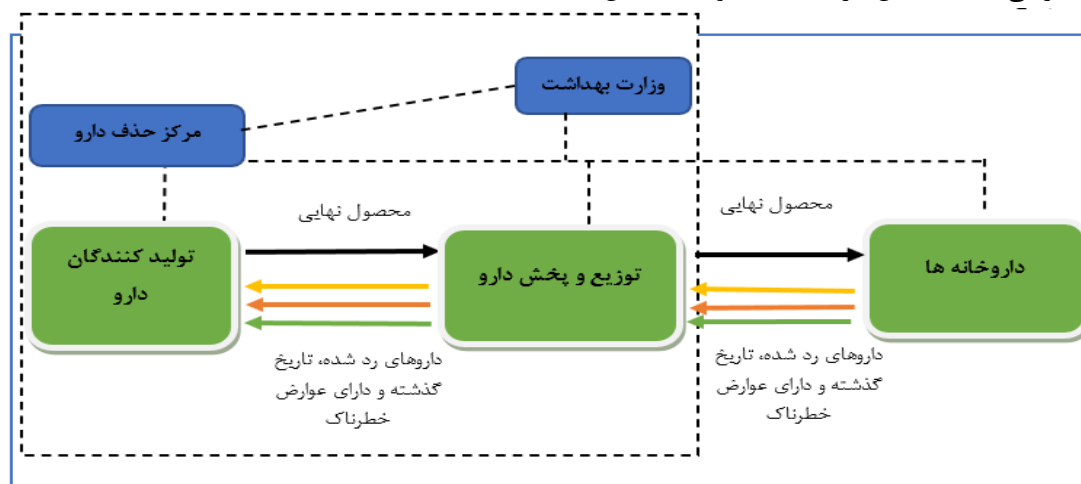 وزارت بهداشت
مرکز حذف دارو
محصول نهایی
محصول نهایی
داروخانه ها
توزیع و پخش دارو
تولید کنندگان
دارو
داروهای رد شده، تاریخ
گذشته و دارای عوارض
خطرناک
داروهای رد شده، تاریخ
گذشته و دارای عوارض
خطرناک